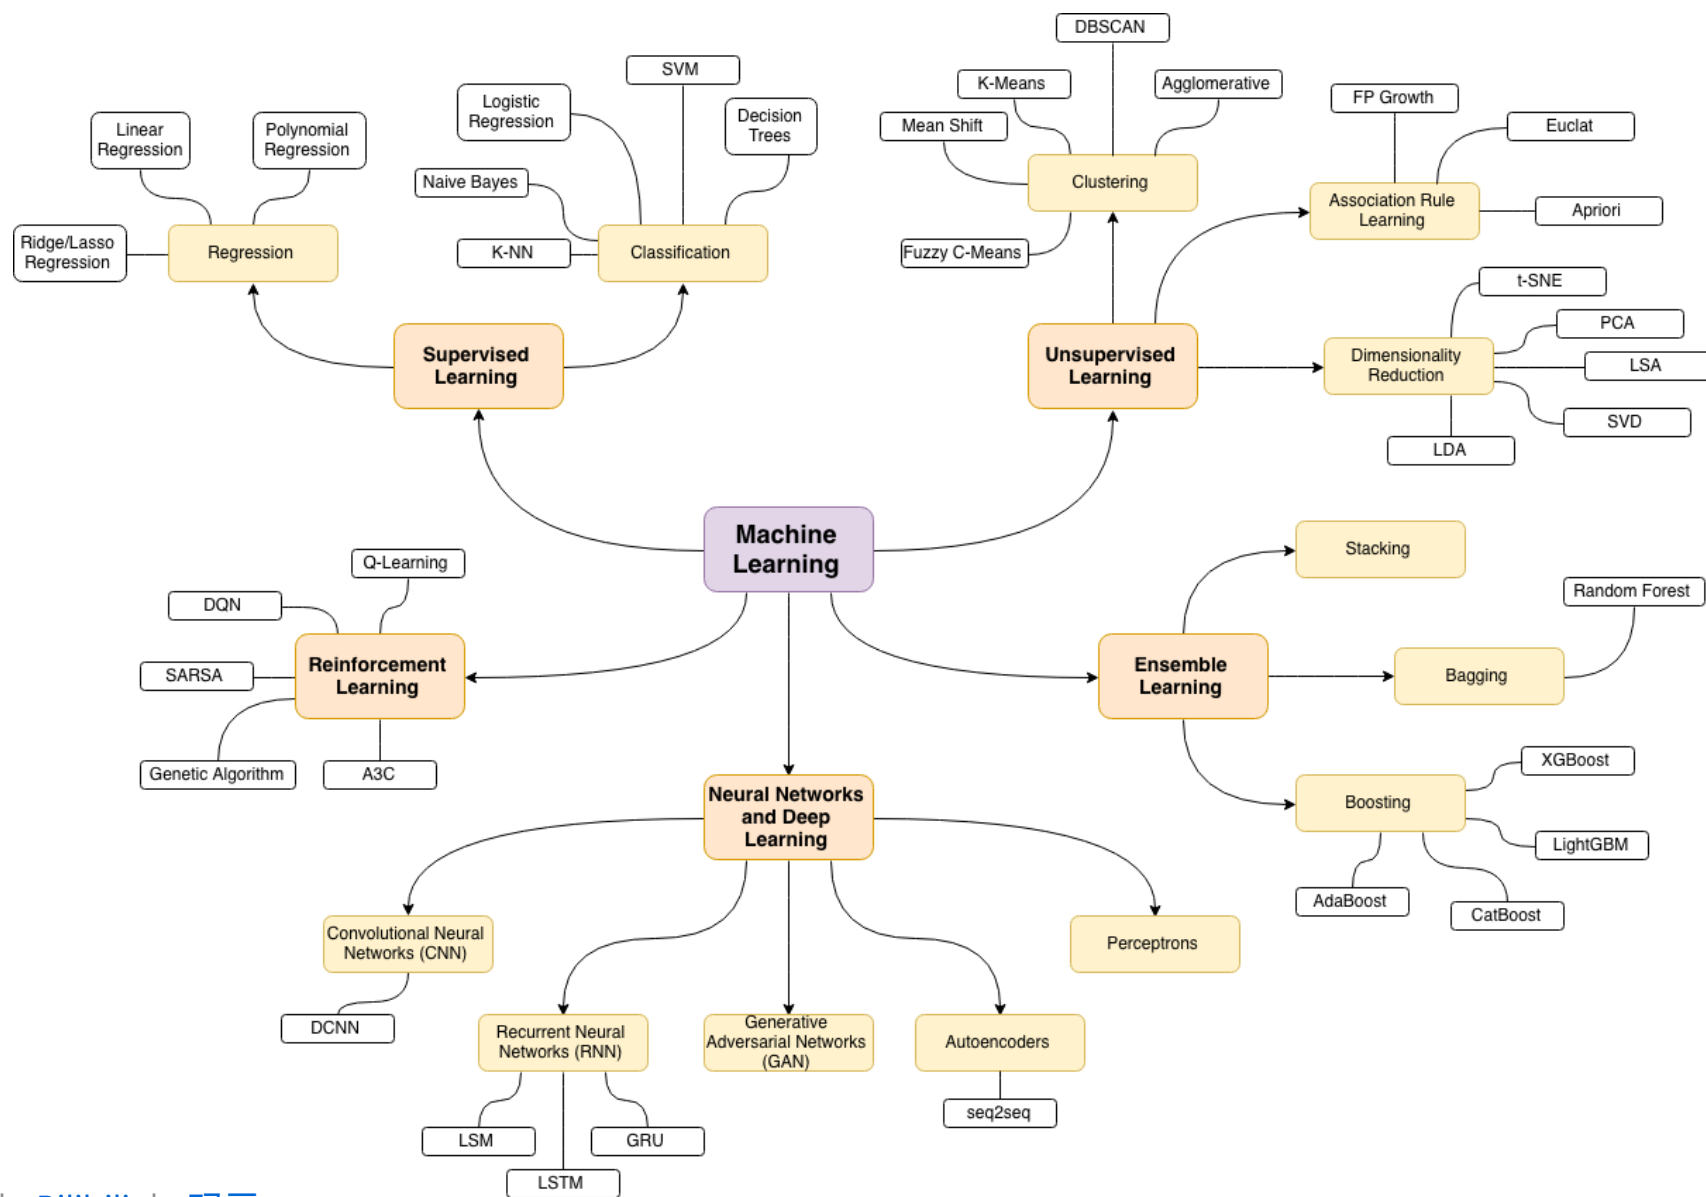 DBSCAN
SVM
K-Means
Agglomerative
FP Growth
Logistic
Regression
Decision
Trees
Mean Shift
Euclat
Linear
Regression
Polynomial
Regression
Naive Bayes
Clustering
Association Rule
Learning
Apriori
Ridge/Lasso
Regression
Regression
K-NN
Classification
Fuzzy C-Means
t-SNE
PCA
Supervised
Learning
Unsupervised
Learning
Dimensionality
Reduction
LSA
SVD
LDA
Machine
Learning
Stacking
Q-Learning
DQN
Random Forest
SARSA
Reinforcement
Learning
Ensemble
Learning
Bagging
Genetic Algorithm
A3C
XGBoost
Neural Networks
and Deep
Learning
Boosting
LightGBM
AdaBoost
CatBoost
Convolutional Neural
Networks (CNN)
Perceptrons
DCNN
Recurrent Neural
Networks (RNN)
Generative
Adversarial Networks
(GAN)
Autoencoders
seq2seq
LSM
GRU
LSTM